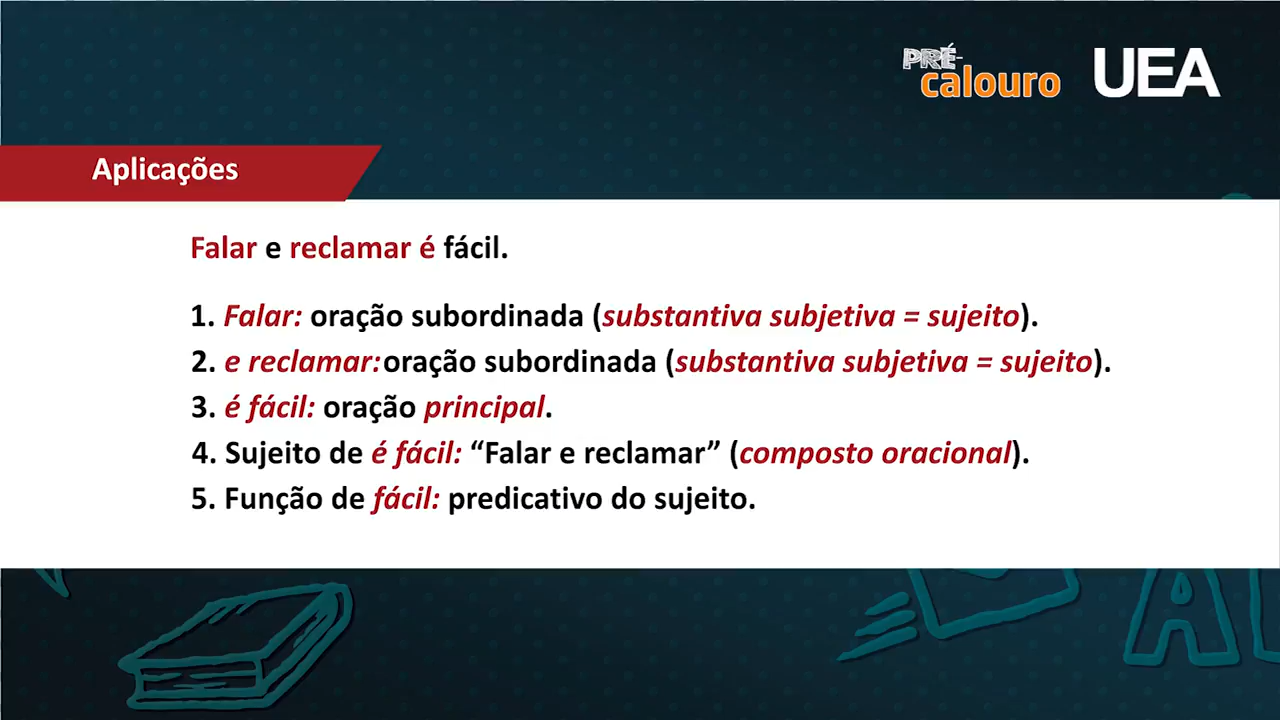 PRÉ-
calouro
UEA
Aplicações
Falar e reclamar é fácil.
1. Falar: oração subordinada (substantiva subjetiva = sujeito).
2. e reclamar: oração subordinada (substantiva subjetiva = sujeito).
3. é fácil: oração principal.
4. Sujeito de é fácil: “Falar e reclamar” (composto oracional).
5. Função de fácil: predicativo do sujeito.